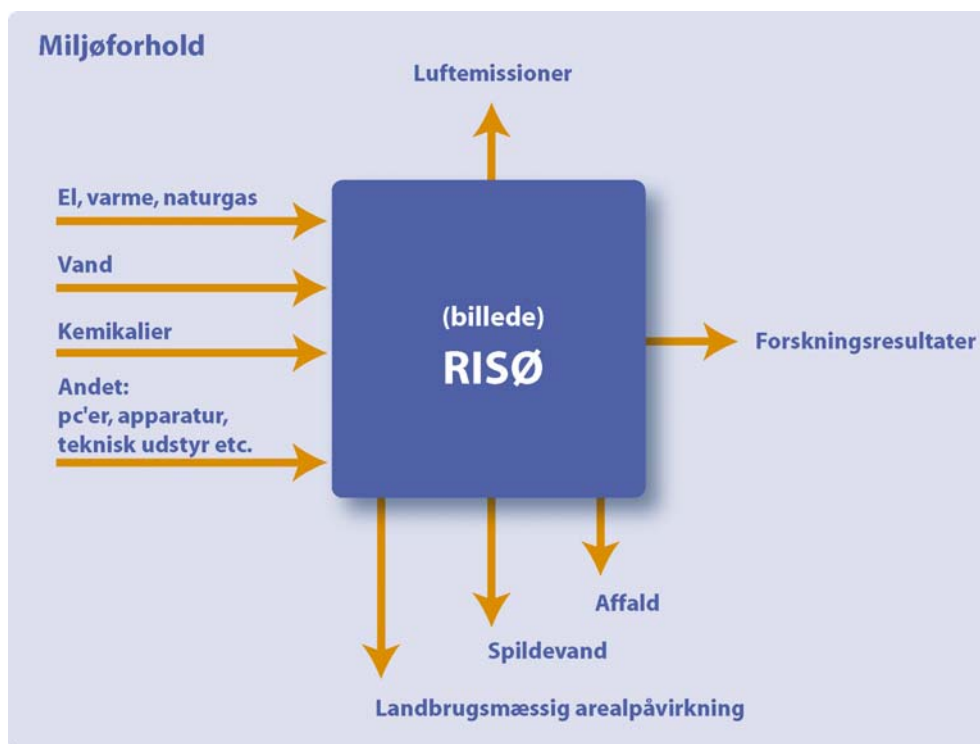 Miljøforhold
Luftemissioner
El, varme, naturgas
Vand
Kemikalier
Andet:
pc'er, apparatur,
teknisk udstyr etc.
(billede)
RISØ
Forskningsresultater
Affald
Spildevand
Landbrugsmæssig arealpåvirkning